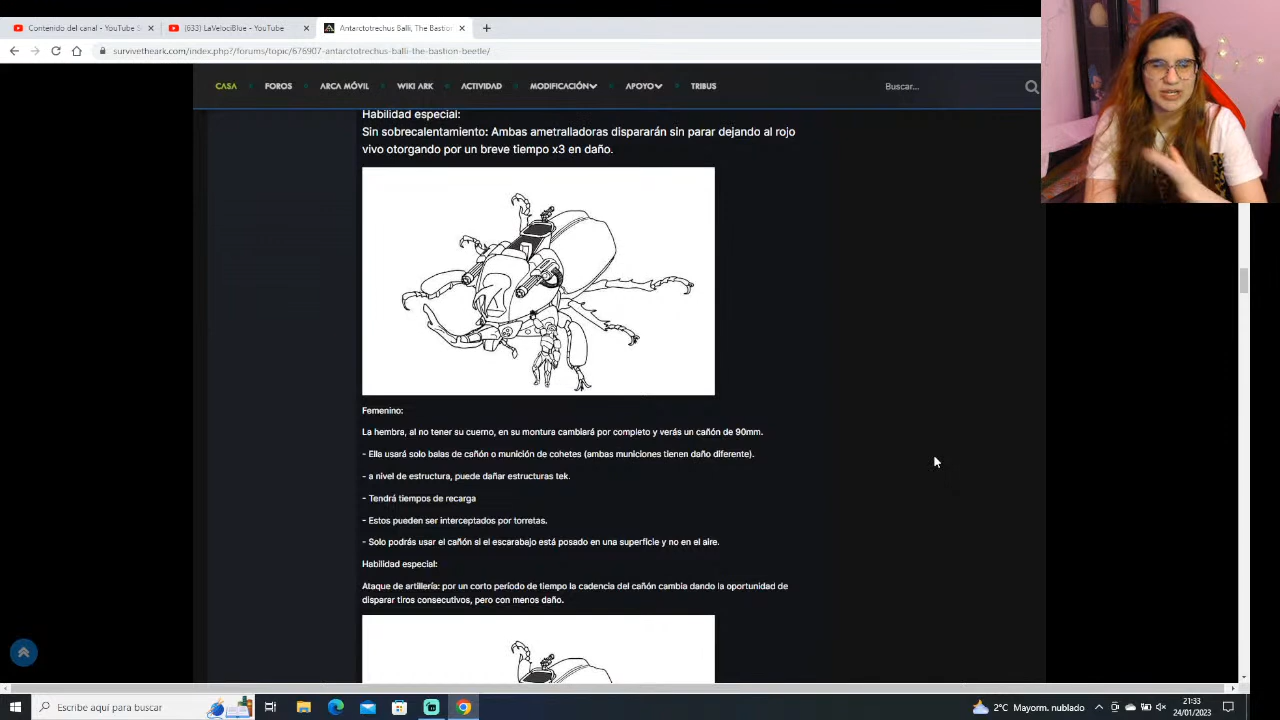 Contenido del canal - YouTube S
(633) LaVelociBlue - YouTube
Antarctotrechus Balli, The Bastion
survivetheark.com/index.php?/forums/topic/676907-antarctotrechus-balli-the-bastion-beetle/
CASA FOROS ARCA MÓVIL WIKI ARK ACTIVIDAD MODIFICACIÓN APOYO TRIBUS Buscar...
Habilidad especial:
Sin sobrecalentamiento: Ambas ametralladoras dispararán sin parar dejando al rojo
vivo otorgando por un breve tiempo x3 en daño.
Femenino:
La hembra, al no tener su cuerno, en su montura cambiará por completo y verás un cañón de 90mm.
- Ella usará solo balas de cañón o munición de cohetes (ambas municiones tienen daño diferente).
- a nivel de estructura, puede dañar estructuras tek.
- Tendrá tiempos de recarga
- Estos pueden ser interceptados por torretas.
- Solo podrás usar el cañón si el escarabajo está posado en una superficie y no en el aire.
Habilidad especial:
Ataque de artillería: por un corto período de tiempo la cadencia del cañón cambia dando la oportunidad de
disparar tiros consecutivos, pero con menos daño.
Escribe aquí para buscar
2°C Mayorm. nublado
21:33
24/01/2023